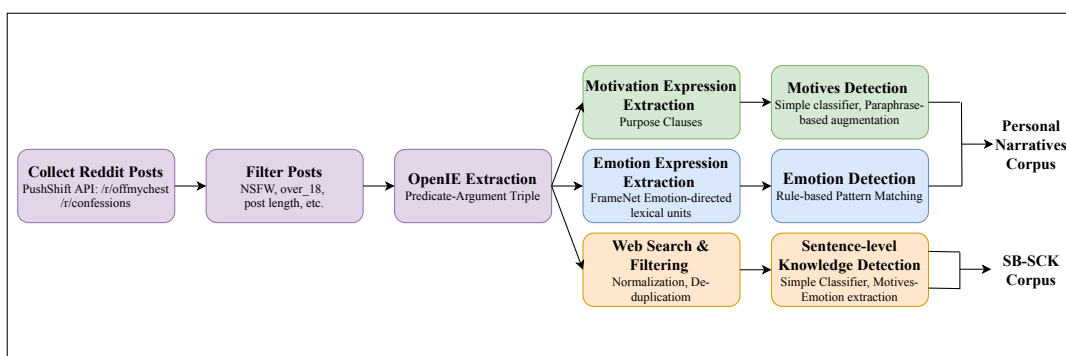 Collect Reddit Posts
PushShift API: /r/offmychest
/r/confessions
Filter Posts
NSFW, over_18,
post length, etc.
OpenIE Extraction
Predicate-Argument Triple
Motivation Expression
Extraction
Purpose Clauses
Motives Detection
Simple classifier, Paraphrase-
based augmentation
Emotion Expression
Extraction
FrameNet Emotion-directed
lexical units
Emotion Detection
Rule-based Pattern Matching
Web Search &
Filtering
Normalization, De-
duplicatiom
Sentence-level
Knowledge Detection
Simple Classifier, Motives-
Emotion extraction
Personal
Narratives
Corpus
SB-SCK
Corpus